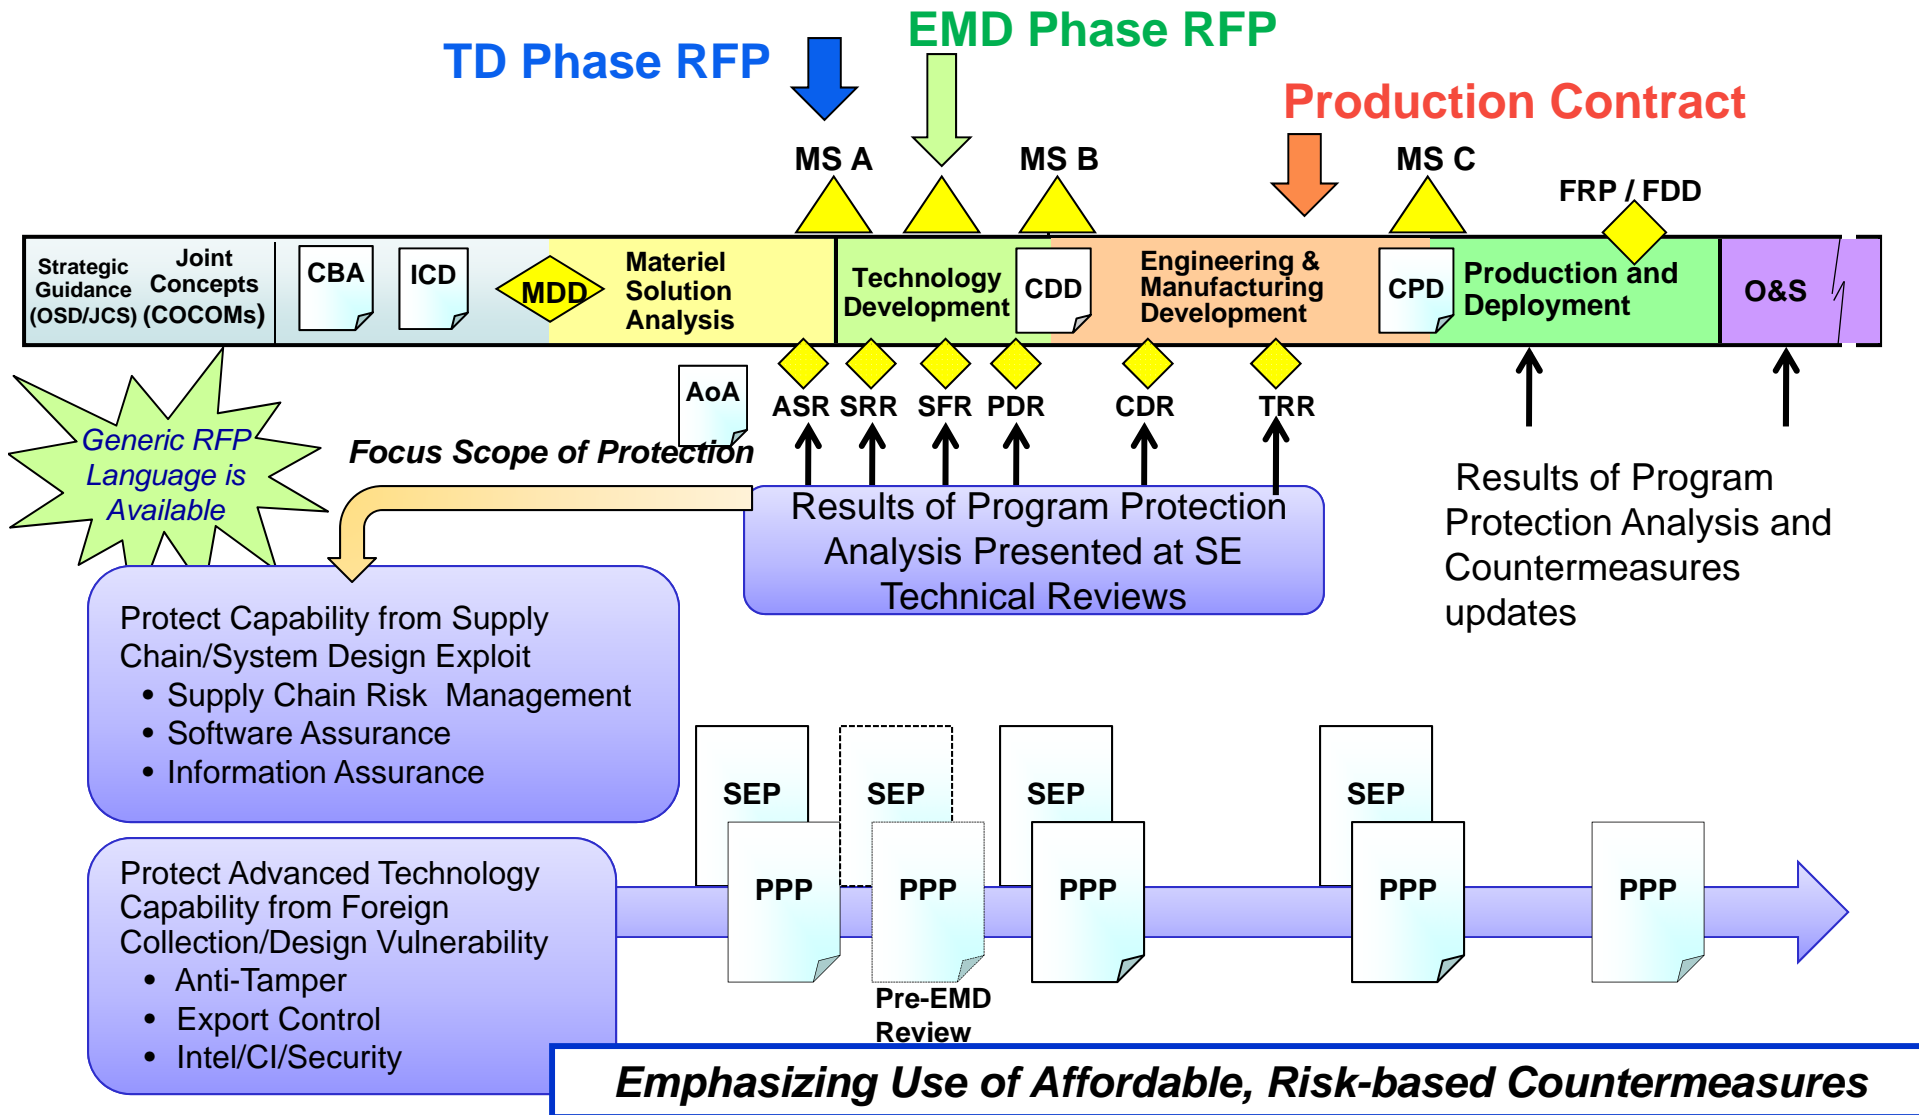 EMD Phase RFP
TD Phase RFP
Production Contract
MS A
MS B
MS C
FRP / FDD
Strategic
Guidance
(OSD/JCS)
Joint
Concepts
(COCOMs)
CBA
ICD
MDD
Materiel
Solution
Analysis
Technology
Development
CDD
Engineering &
Manufacturing
Development
CPD
Production and
Deployment
O&S
AoA
ASR
SRR
SFR
PDR
CDR
TRR
Generic RFP
Language is
Available
Focus Scope of Protection
Results of Program Protection
Analysis Presented at SE
Technical Reviews
Results of Program
Protection Analysis and
Countermeasures
updates
Protect Capability from Supply
Chain/System Design Exploit
• Supply Chain Risk  Management
• Software Assurance
• Information Assurance
SEP
SEP
SEP
SEP
Protect Advanced Technology
Capability from Foreign
Collection/Design Vulnerability
• Anti-Tamper
• Export Control
• Intel/CI/Security
PPP
PPP
PPP
PPP
PPP
Pre-EMD
Review
Emphasizing Use of Affordable, Risk-based Countermeasures